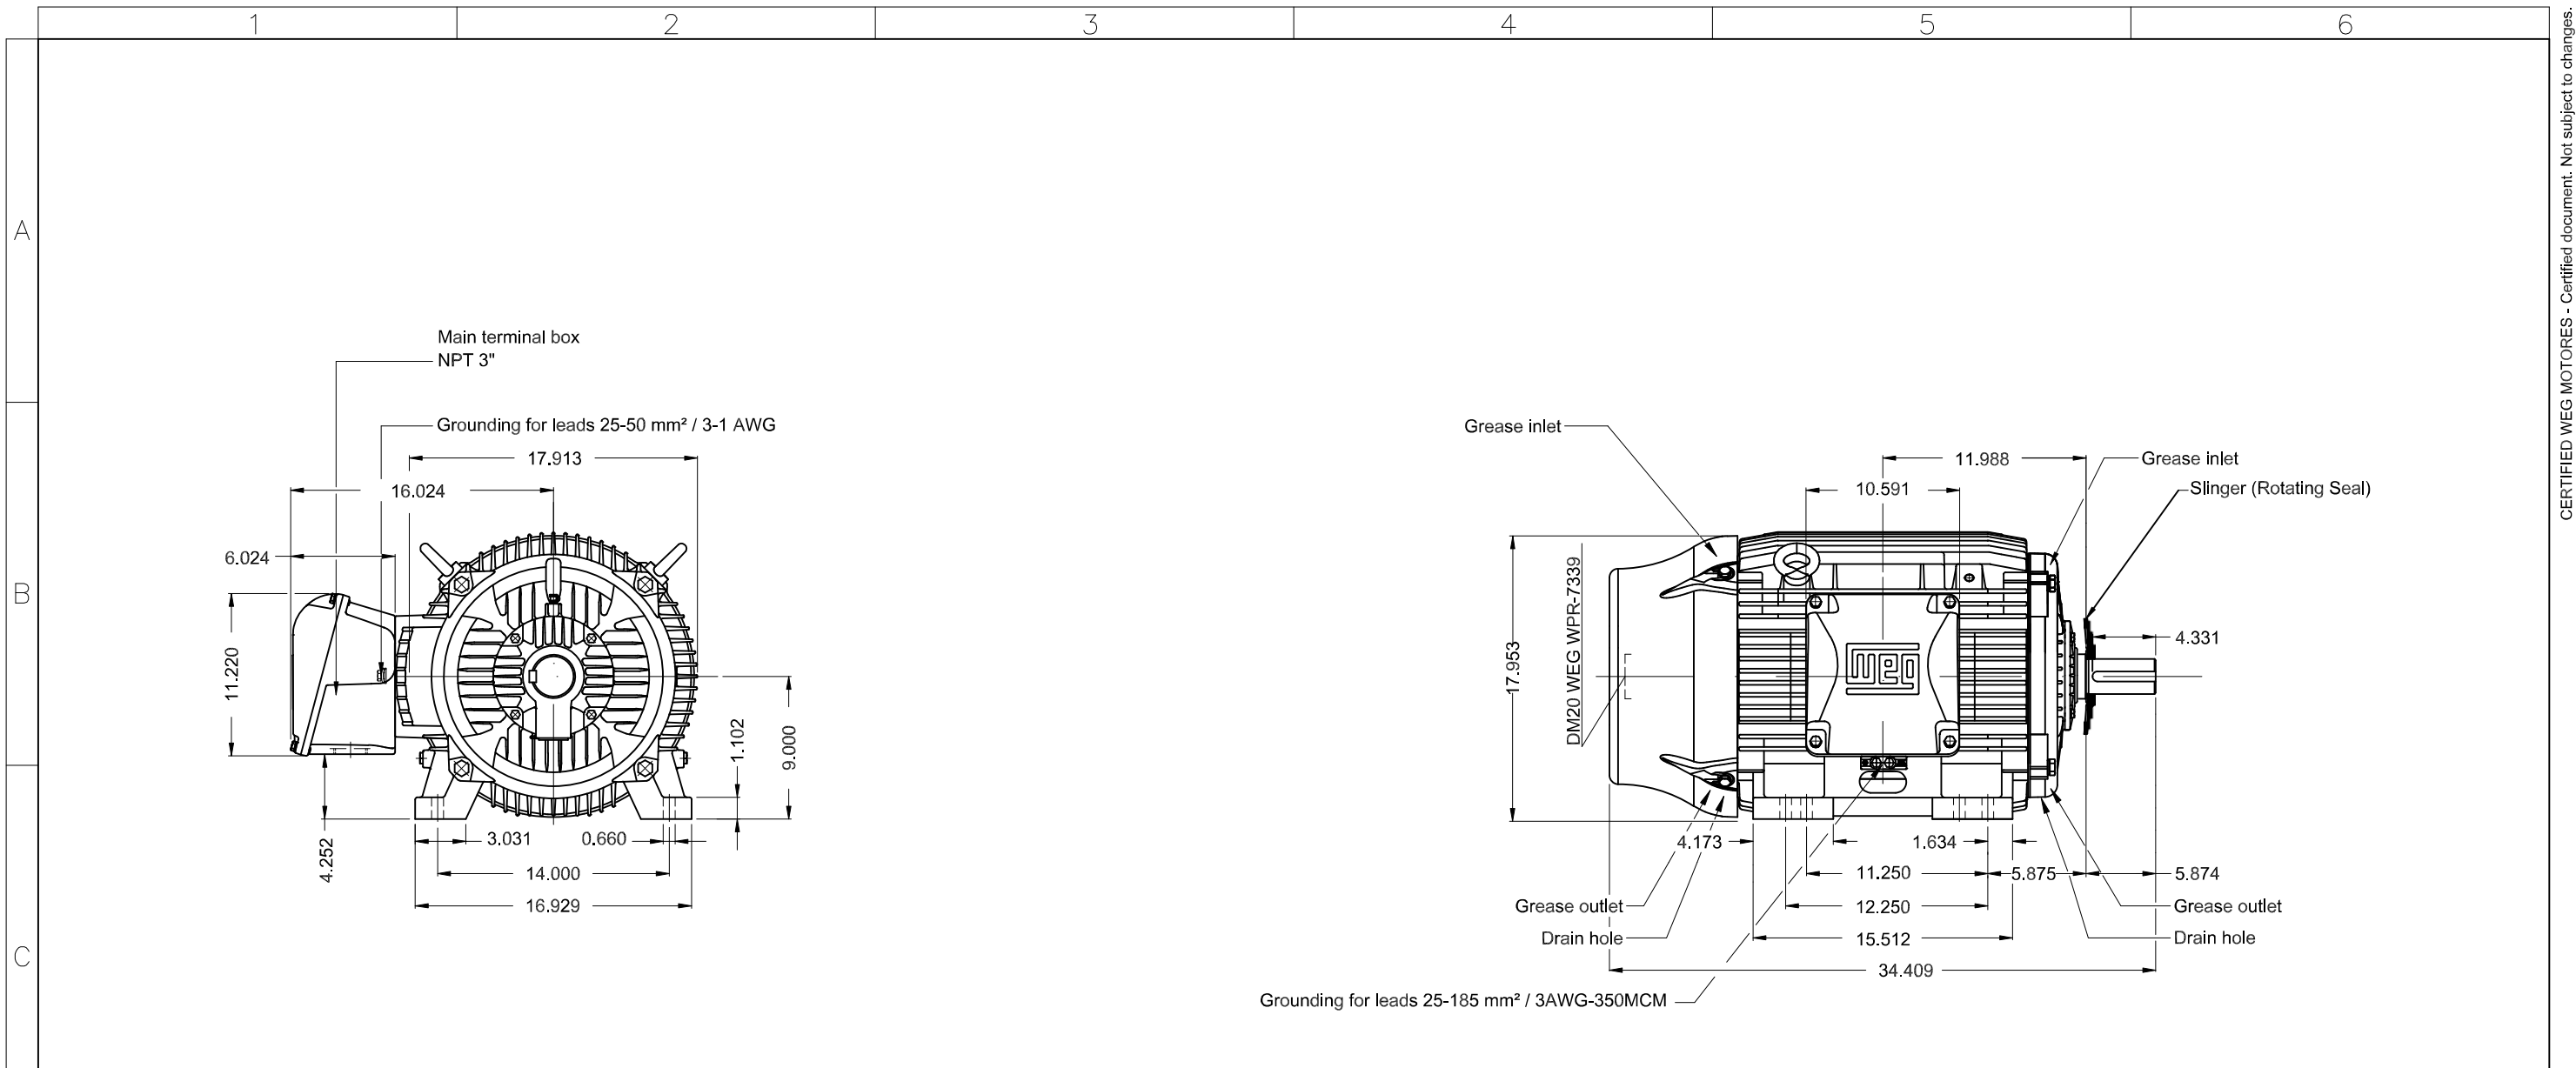 1
2
3
4
5
6
A
B
C
CERTIFIED WEG MOTORES - Certified document. Not subject to changes.
Main terminal box
NPT 3"
Grounding for leads 25-50 mm² / 3-1 AWG
17.913
16.024
6.024
11.220
4.252
1.102
9.000
3.031
0.660
14.000
16.929
Grease inlet
11.988
Grease inlet
10.591
Slinger (Rotating Seal)
17.953
DM20 WEG WPR-7339
weg
4.331
4.173
1.634
11.250
5.875
5.874
Grease outlet
12.250
Grease outlet
Drain hole
15.512
Drain hole
34.409
Grounding for leads 25-185 mm² / 3AWG-350MCM